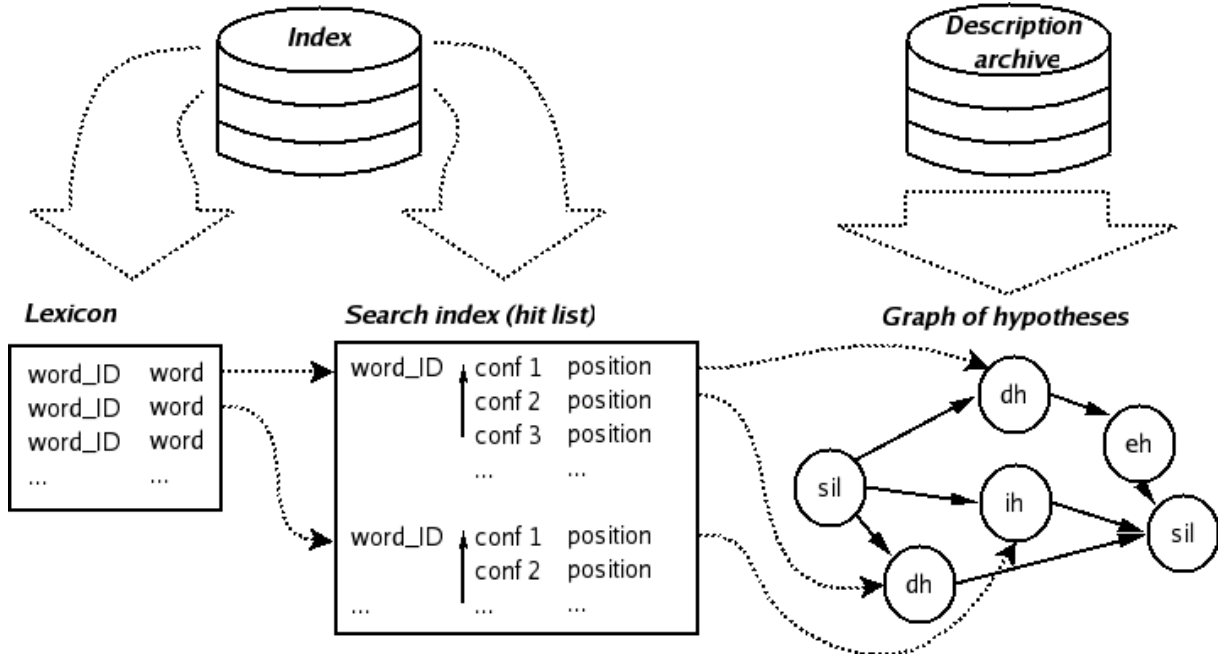 Index
Description
archive
Lexicon
word_ID word
word_ID word
word_ID word
... ...
Search index (hit list)
word_ID conf 1 position
conf 2 position
conf 3 position
... ...
word_ID conf 1 position
conf 2 position
... ... ...
Graph of hypotheses
dh
eh
sil
ih
sil
dh